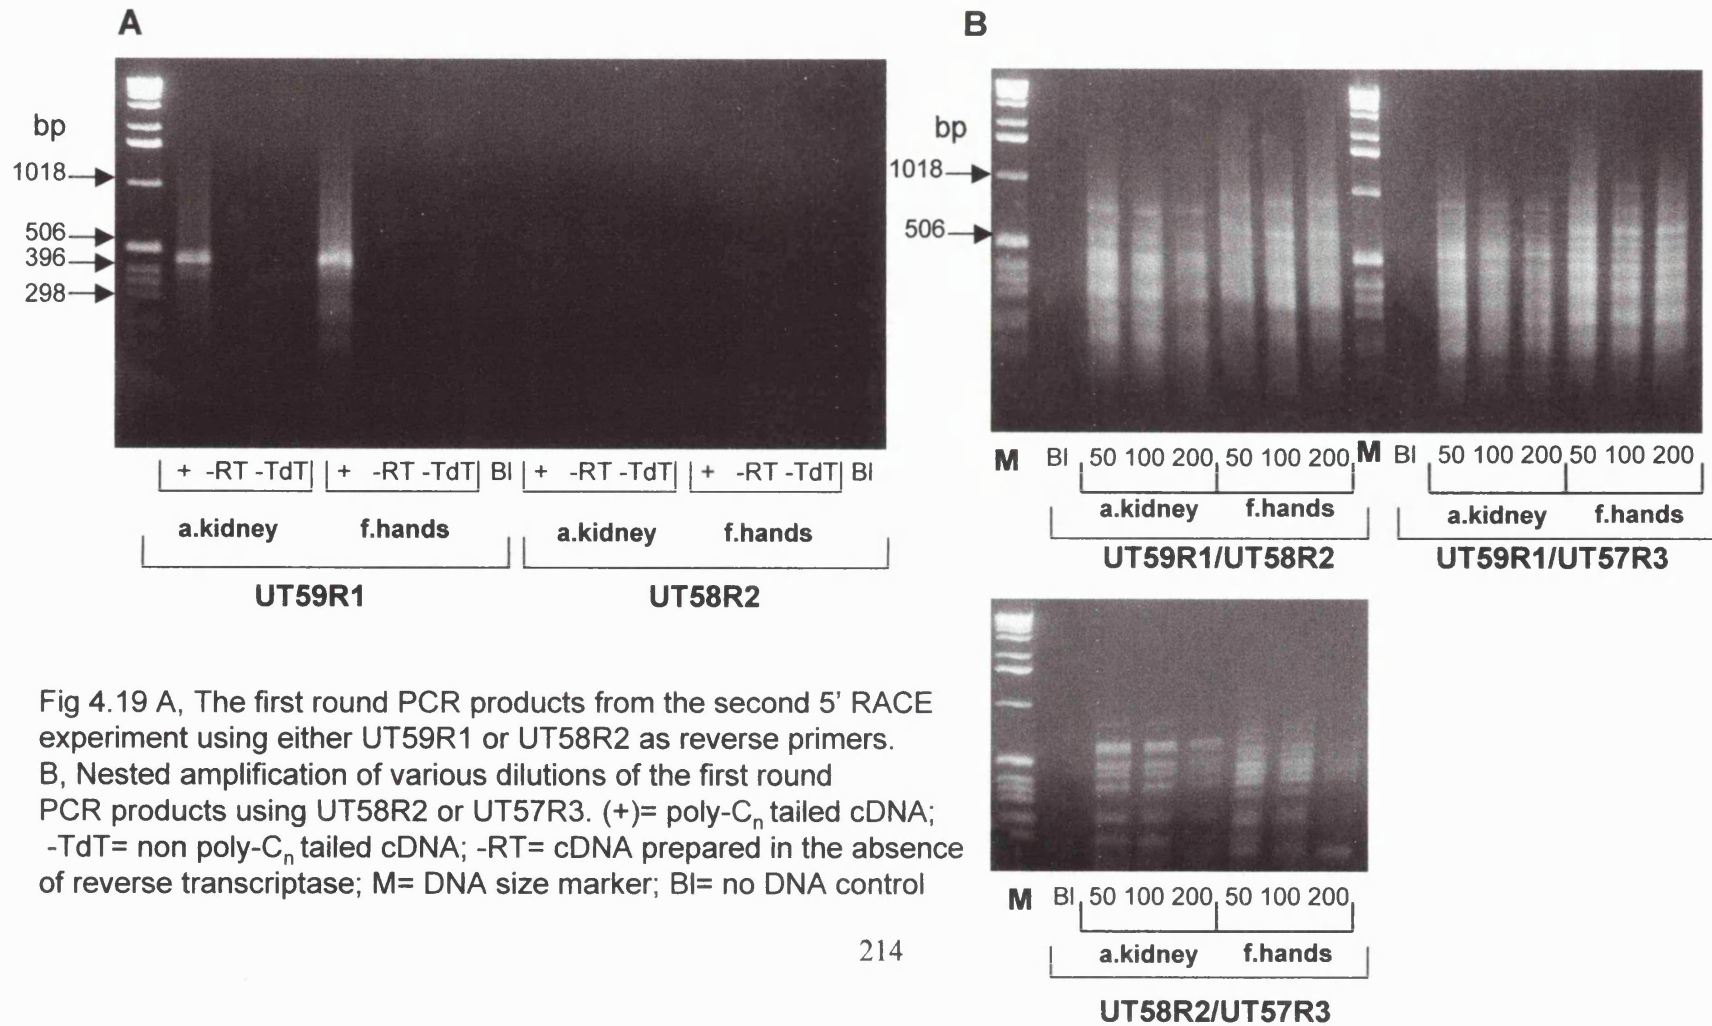 A
bp
1018
506
396
298
+ -RT -TdT + -RT -TdT Bl + -RT -TdT + -RT -TdT Bl
a.kidney f.hands a.kidney f.hands
UT59R1 UT58R2
B
bp
1018
506
M Bl 50 100 200 50 100 200 M Bl 50 100 200 50 100 200
a.kidney f.hands a.kidney f.hands
UT59R1/UT58R2 UT59R1/UT57R3
M Bl 50 100 200 50 100 200
a.kidney f.hands
UT58R2/UT57R3
Fig 4.19 A, The first round PCR products from the second 5' RACE
experiment using either UT59R1 or UT58R2 as reverse primers.
B, Nested amplification of various dilutions of the first round
PCR products using UT58R2 or UT57R3. (+)= poly-Cn tailed cDNA;
-TdT= non poly-Cn tailed cDNA; -RT= cDNA prepared in the absence
of reverse transcriptase; M= DNA size marker; Bl= no DNA control
214